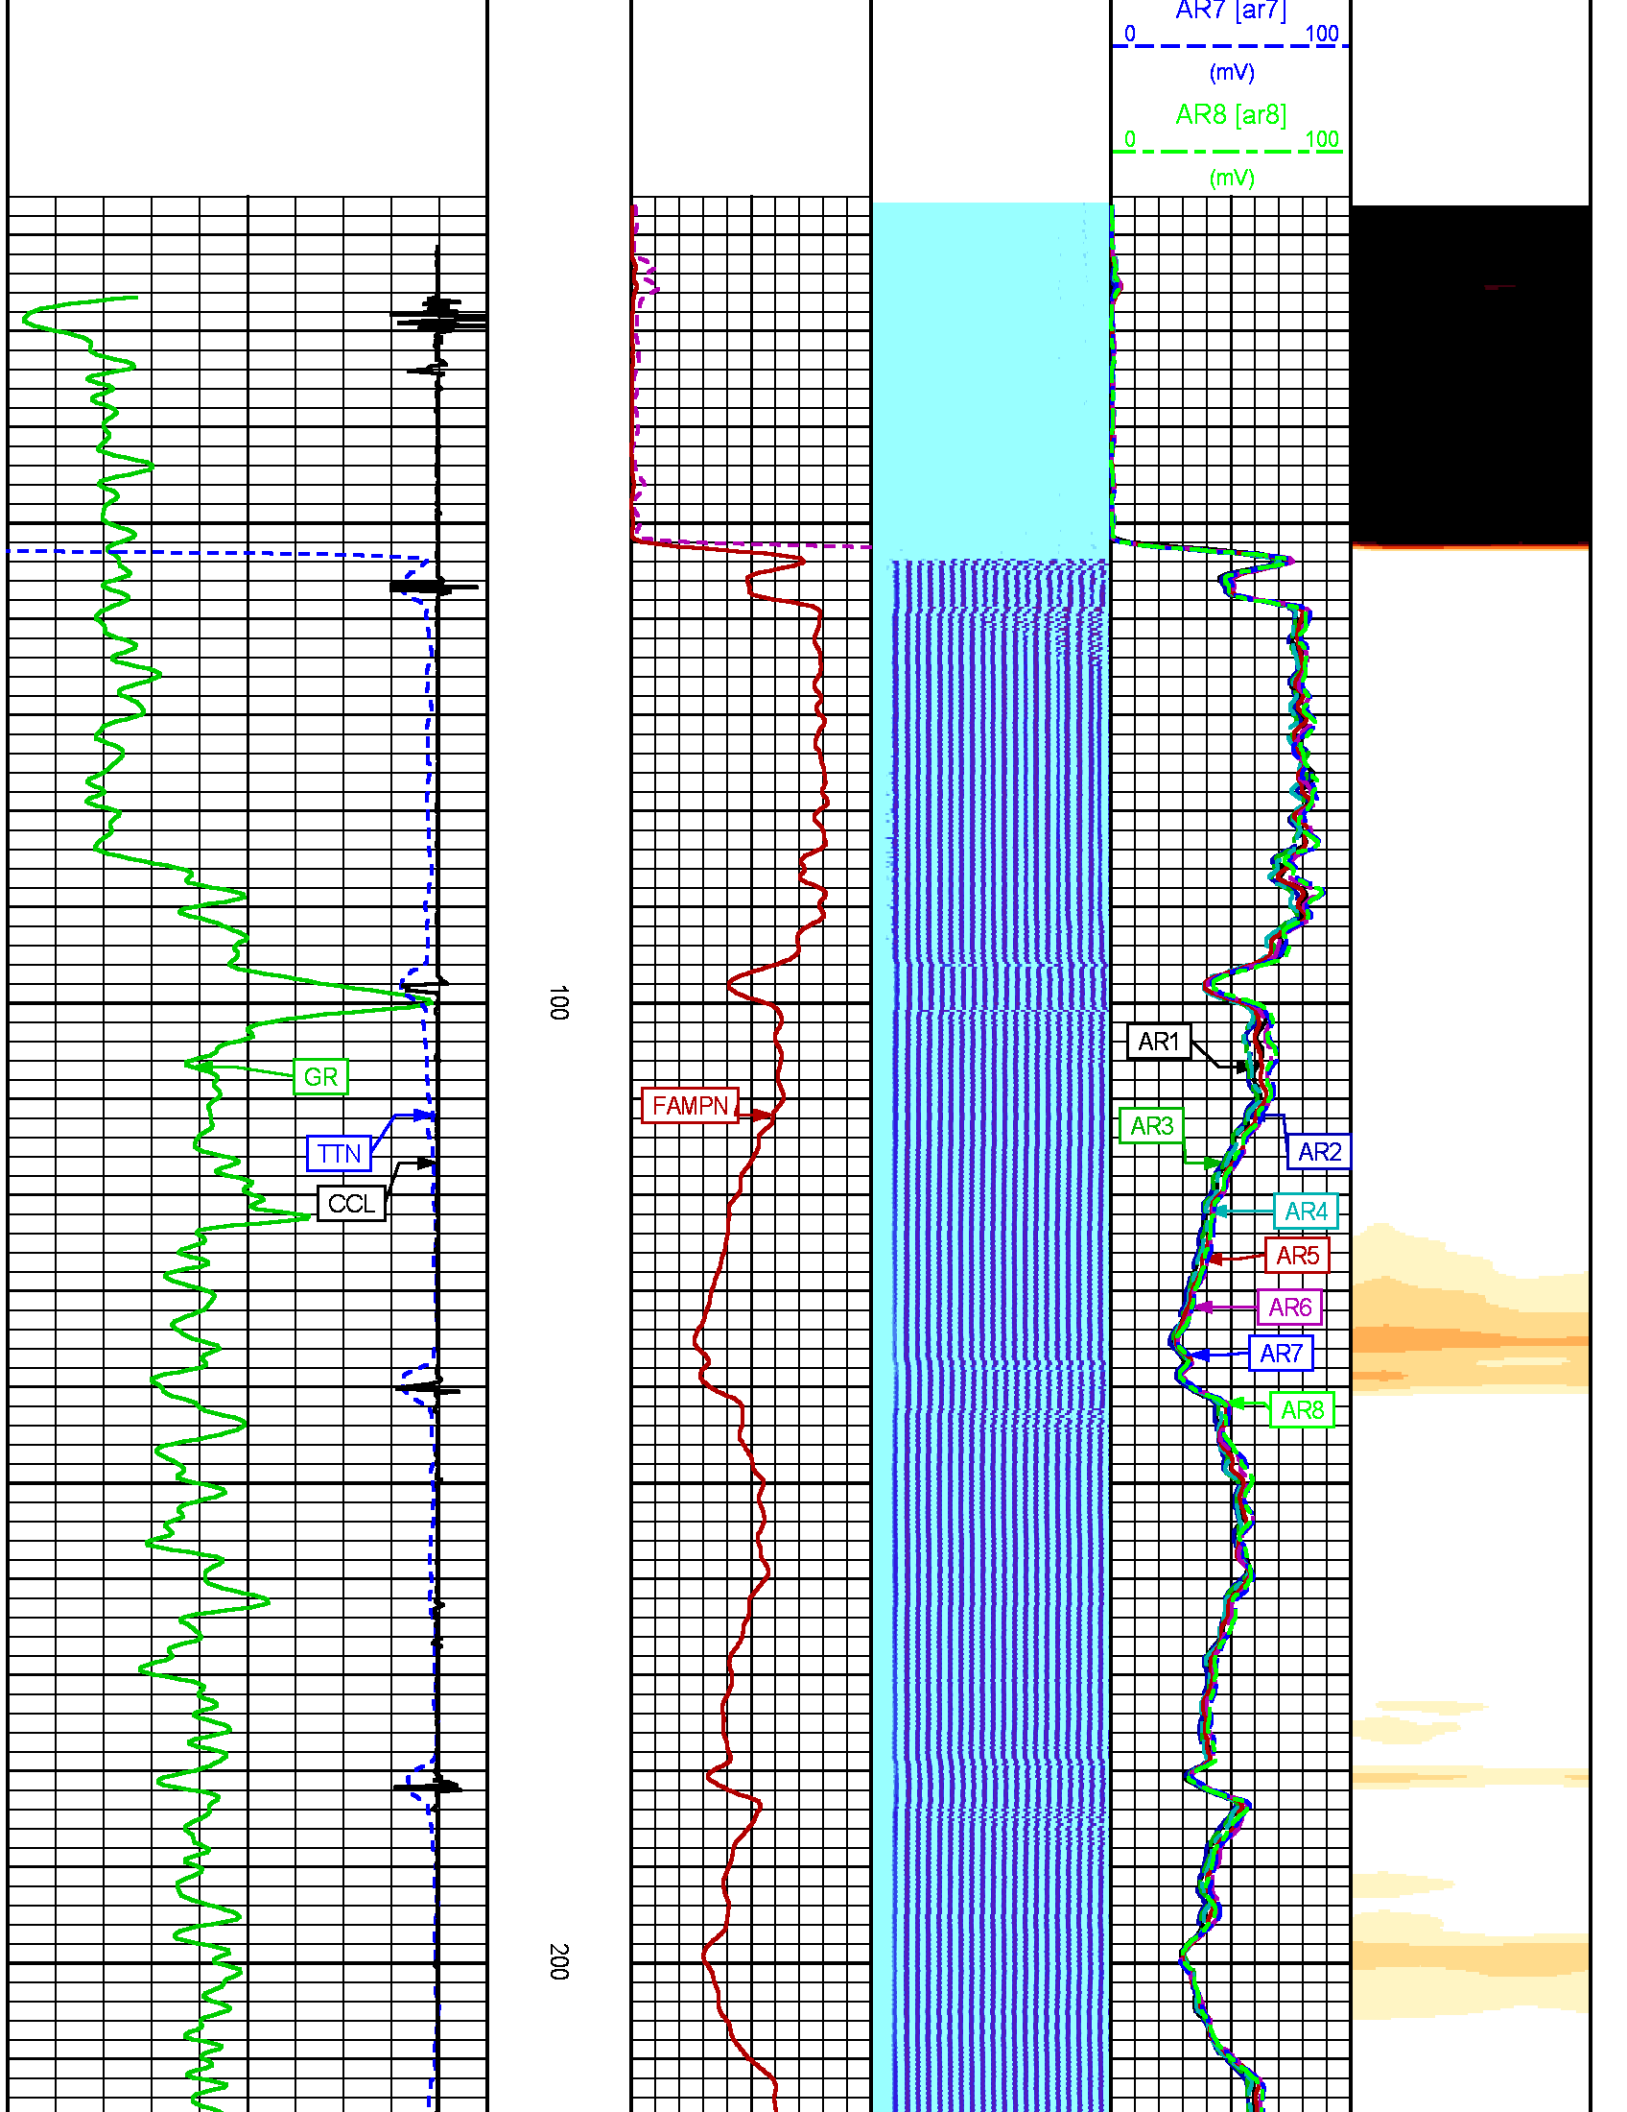 AR7 [ar7]
0 100
(mV)
AR8 [ar8]
0 100
(mV)
100
AR1
GR
FAMPN
AR3
TTN
AR2
CCL
AR4
AR5
AR6
AR7
AR8
200